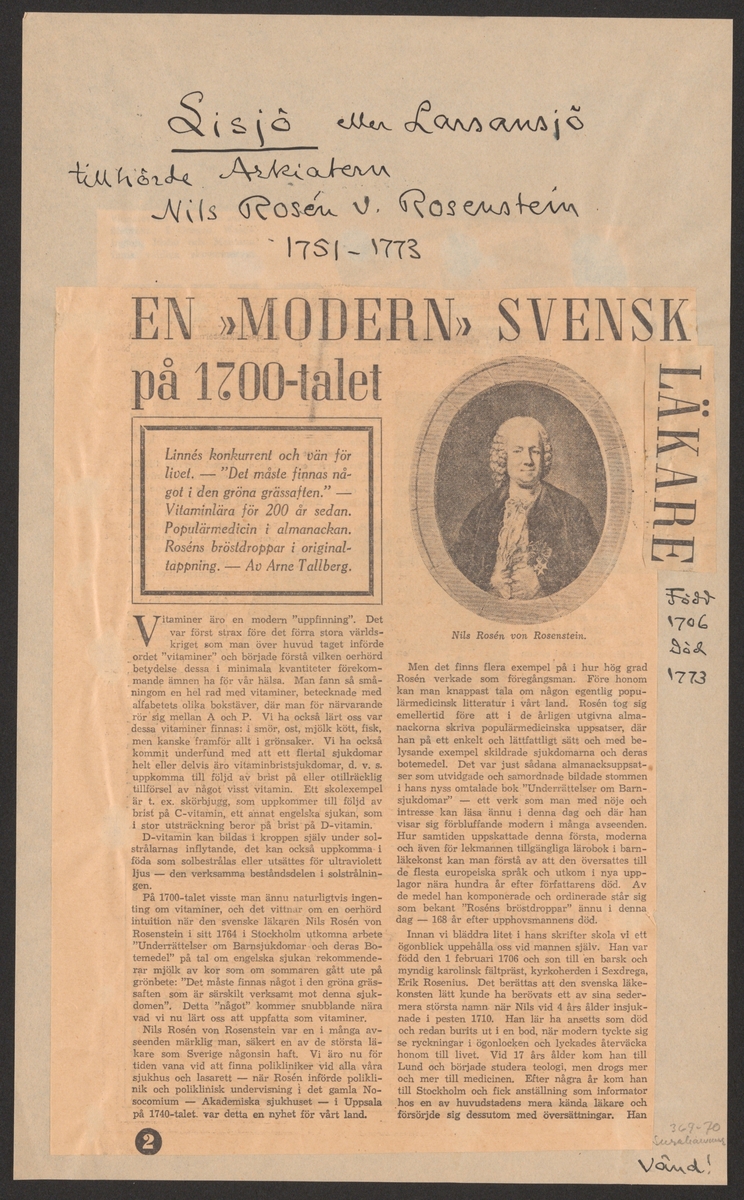 Lisjö eller Larsansjö
tillhörde Arkiatern
Nils Rosén v. Rosenstein
1751-1773
EN »MODERN» SVENSK
LÄKARE
på 1700-talet
Linnés konkurrent och vän för
livet. — "Det måste finnas nå-
got i den gröna grässaften." —
Vitaminlära för 200 år sedan.
Populärmedicin i almanackan.
Roséns bröstdroppar i original-
tappning. — Av Arne Tallberg.
Vitaminer äro en modern "uppfinning". Det
var först strax före det förra stora världs-
kriget som man över huvud taget införde
ordet "vitaminer" och började förstå vilken oerhörd
betydelse dessa i minimala kvantiteter förekom-
mande ämnen ha för vår hälsa. Man fann så små-
ningom en hel rad med vitaminer, betecknade med
alfabetets olika bokstäver, där man för närvarande
rör sig mellan A och P. Vi ha också lärt oss var
dessa vitaminer finnas: i smör, ost, mjölk kött, fisk,
men kanske framför allt i grönsaker. Vi ha också
kommit underfund med att ett flertal sjukdomar
helt eller delvis äro vitaminbristsjukdomar, d. v. s.
uppkomma till följd av brist på eller otillräcklig
tillförsel av något visst vitamin. Ett skolexempel
är t. ex. skörbjugg, som uppkommer till följd av
brist på C-vitamin, ett annat engelska sjukan, som
i stor utsträckning beror på brist på D-vitamin.
D-vitamin kan bildas i kroppen själv under sol-
strålarnas inflytande, det kan också uppkomma i
föda som solbestrålas eller utsättes för ultraviolett
ljus — den verksamma beståndsdelen i solstrålnin-
gen.
På 1700-talet visste man ännu naturligtvis ingen-
ting om vitaminer, och det vittnar om en oerhörd
intuition när den svenske läkaren Nils Rosén von
Rosenstein i sitt 1764 i Stockholm utkomna arbete
"Underrättelser om Barnsjukdomar och deras Bo-
temedel" på tal om engelska sjukan rekommende-
rar mjölk av kor som om sommaren gått ute på
grönbete: "Det måste finnas något i den gröna gräs-
saften som är särskilt verksamt mot denna sjuk-
domen". Detta "något" kommer snubblande nära
vad vi nu lärt oss att uppfatta som vitaminer.
Nils Rosén von Rosenstein var en i många av-
seenden märklig man, säkert en av de största lä-
kare som Sverige någonsin haft. Vi äro nu för
tiden vana vid att finna polikliniker vid alla våra
sjukhus och lasarett — när Rosén införde polikli-
nik och poliklinisk undervisning i det gamla No-
socomium — Akademiska sjukhuset — i Uppsala
på 1740-talet. var detta en nyhet för vårt land.
2
Nils Rosén von Rosenstein.
Född
1706
Död
1773
Men det finns flera exempel på i hur hög grad
Rosén verkade som föregångsman. Före honom
kan man knappast tala om någon egentlig popu-
lärmedicinsk litteratur i vårt land. Rosén tog sig
emellertid före att i de årligen utgivna alma-
nackorna skriva populärmedicinska uppsatser, där
han på ett enkelt och lättfattligt sätt och med be-
lysande exempel skildrade sjukdomarna och deras
botemedel. Det var just sådana almanacksuppsat-
ser som utvidgade och samordnade bildade stommen
i hans nyss omtalade bok "Underrättelser om Barn-
sjukdomar" — ett verk som man med nöje och
intresse kan läsa ännu i denna dag och där han
visar sig förbluffande modern i många avseenden.
Hur samtiden uppskattade denna första, moderna
och även för lekmannen tillgängliga lärobok i barn-
läkekonst kan man förstå av att den översattes till
de flesta europeiska språk och utkom i nya upp-
lagor nära hundra år efter författarens död. Av
de medel han komponerade och ordinerade står sig
som bekant "Roséns bröstdroppar" ännu i denna
dag — 168 år efter upphovsmannens död.
Innan vi bläddra litet i hans skrifter skola vi ett
ögonblick uppehålla oss vid mannen själv. Han var
född den 1 februari 1706 och son till en barsk och
myndig karolinsk fältpräst, kyrkoherden i Sexdrega,
Erik Rosenius. Det berättas att den svenska läke-
konsten lätt kunde ha berövats ett av sina seder-
mera största namn när Nils vid 4 års ålder insjuk-
nade i pesten 1710. Han lär ha ansetts som död
och redan burits ut i en bod, när modern tyckte sig
se ryckningar i ögonlocken och lyckades återväcka
honom till livet. Vid 17 års ålder kom han till
Lund och började studera teologi, men drogs mer
och mer till medicinen. Efter några år kom han
till Stockholm och fick anställning som informator
hos en av huvudstadens mera kända läkare och
försörjde sig dessutom med översättningar. Han
369-70
Vänd!